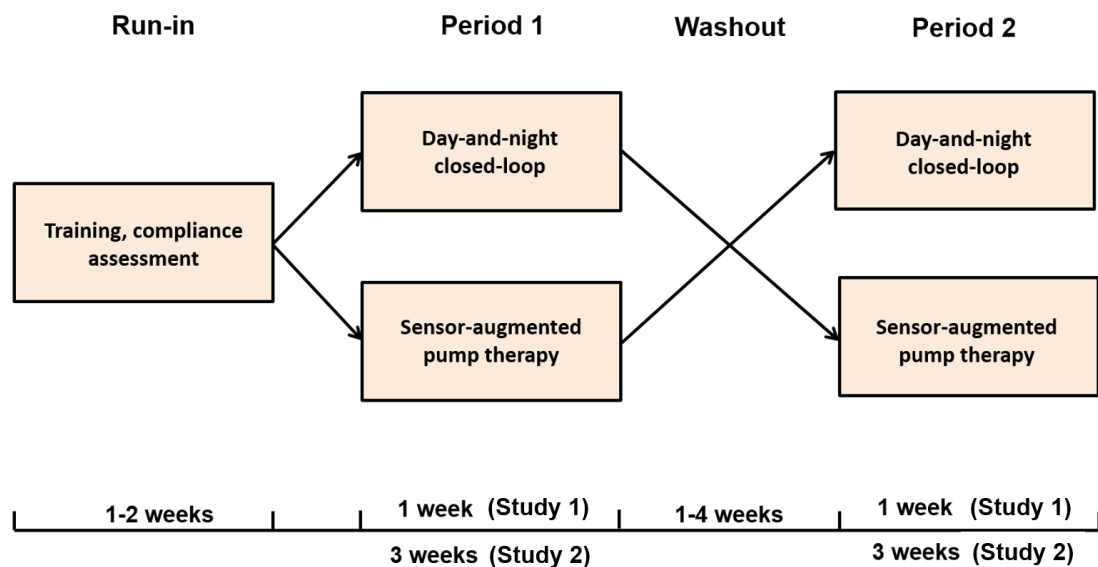 Run-in
Period 1
Washout
Period 2
Day-and-night
closed-loop
Day-and-night
closed-loop
Training, compliance
assessment
Sensor-augmented
pump therapy
Sensor-augmented
pump therapy
1-2 weeks
1 week (Study 1)
1-4 weeks
1 week (Study 1)
3 weeks (Study 2)
3 weeks (Study 2)